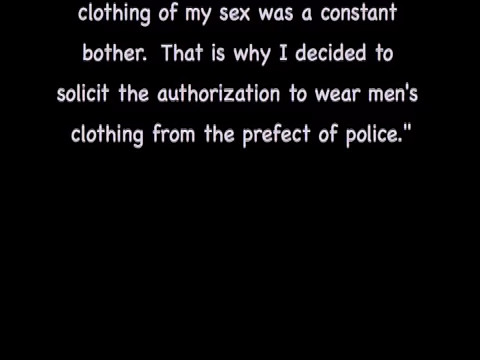 clothing of my sex was a constant
bother.  That is why I decided to
solicit the authorization to wear men's
clothing from the prefect of police."